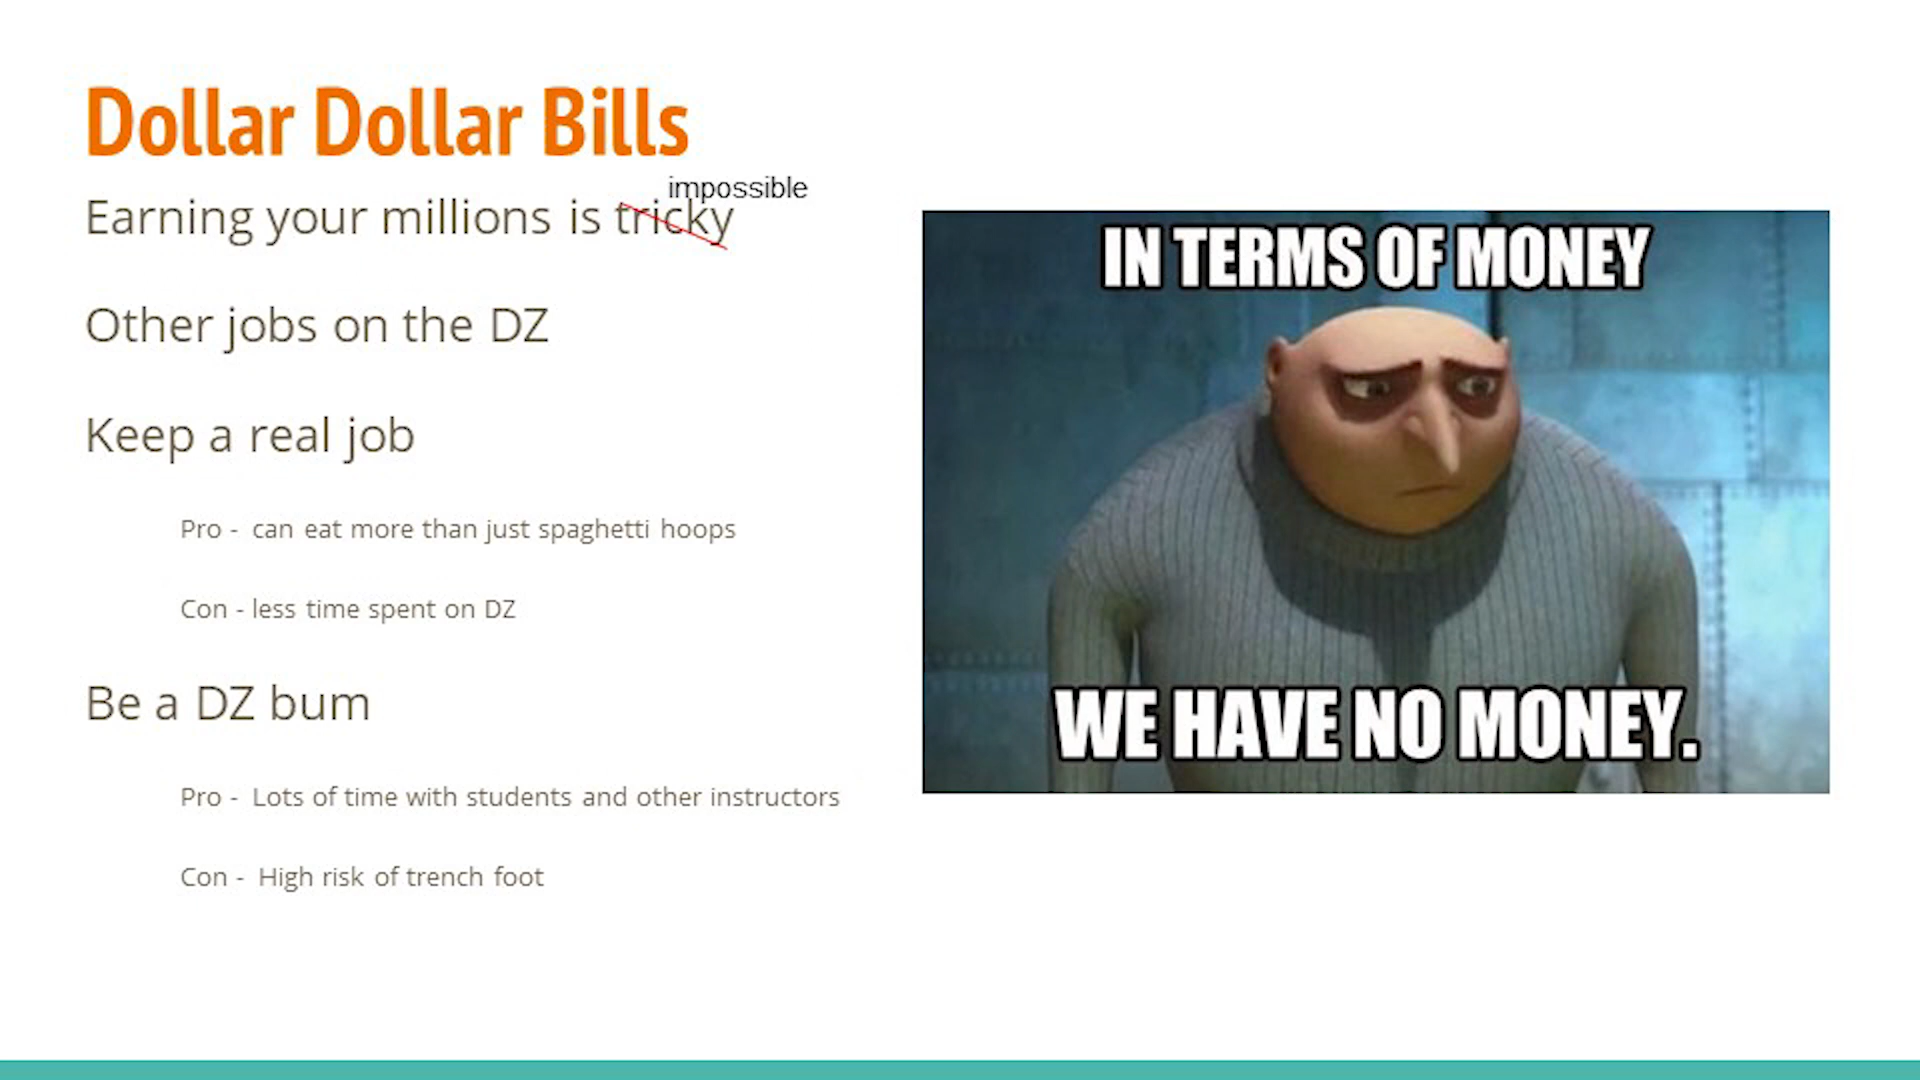 Dollar Dollar Bills
impossible
Earning your millions is tricky
Other jobs on the DZ
Keep a real job
Pro - can eat more than just spaghetti hoops
Con - less time spent on DZ
Be a DZ bum
Pro - Lots of time with students and other instructors
Con - High risk of trench foot
IN TERMS OF MONEY
WE HAVE NO MONEY.